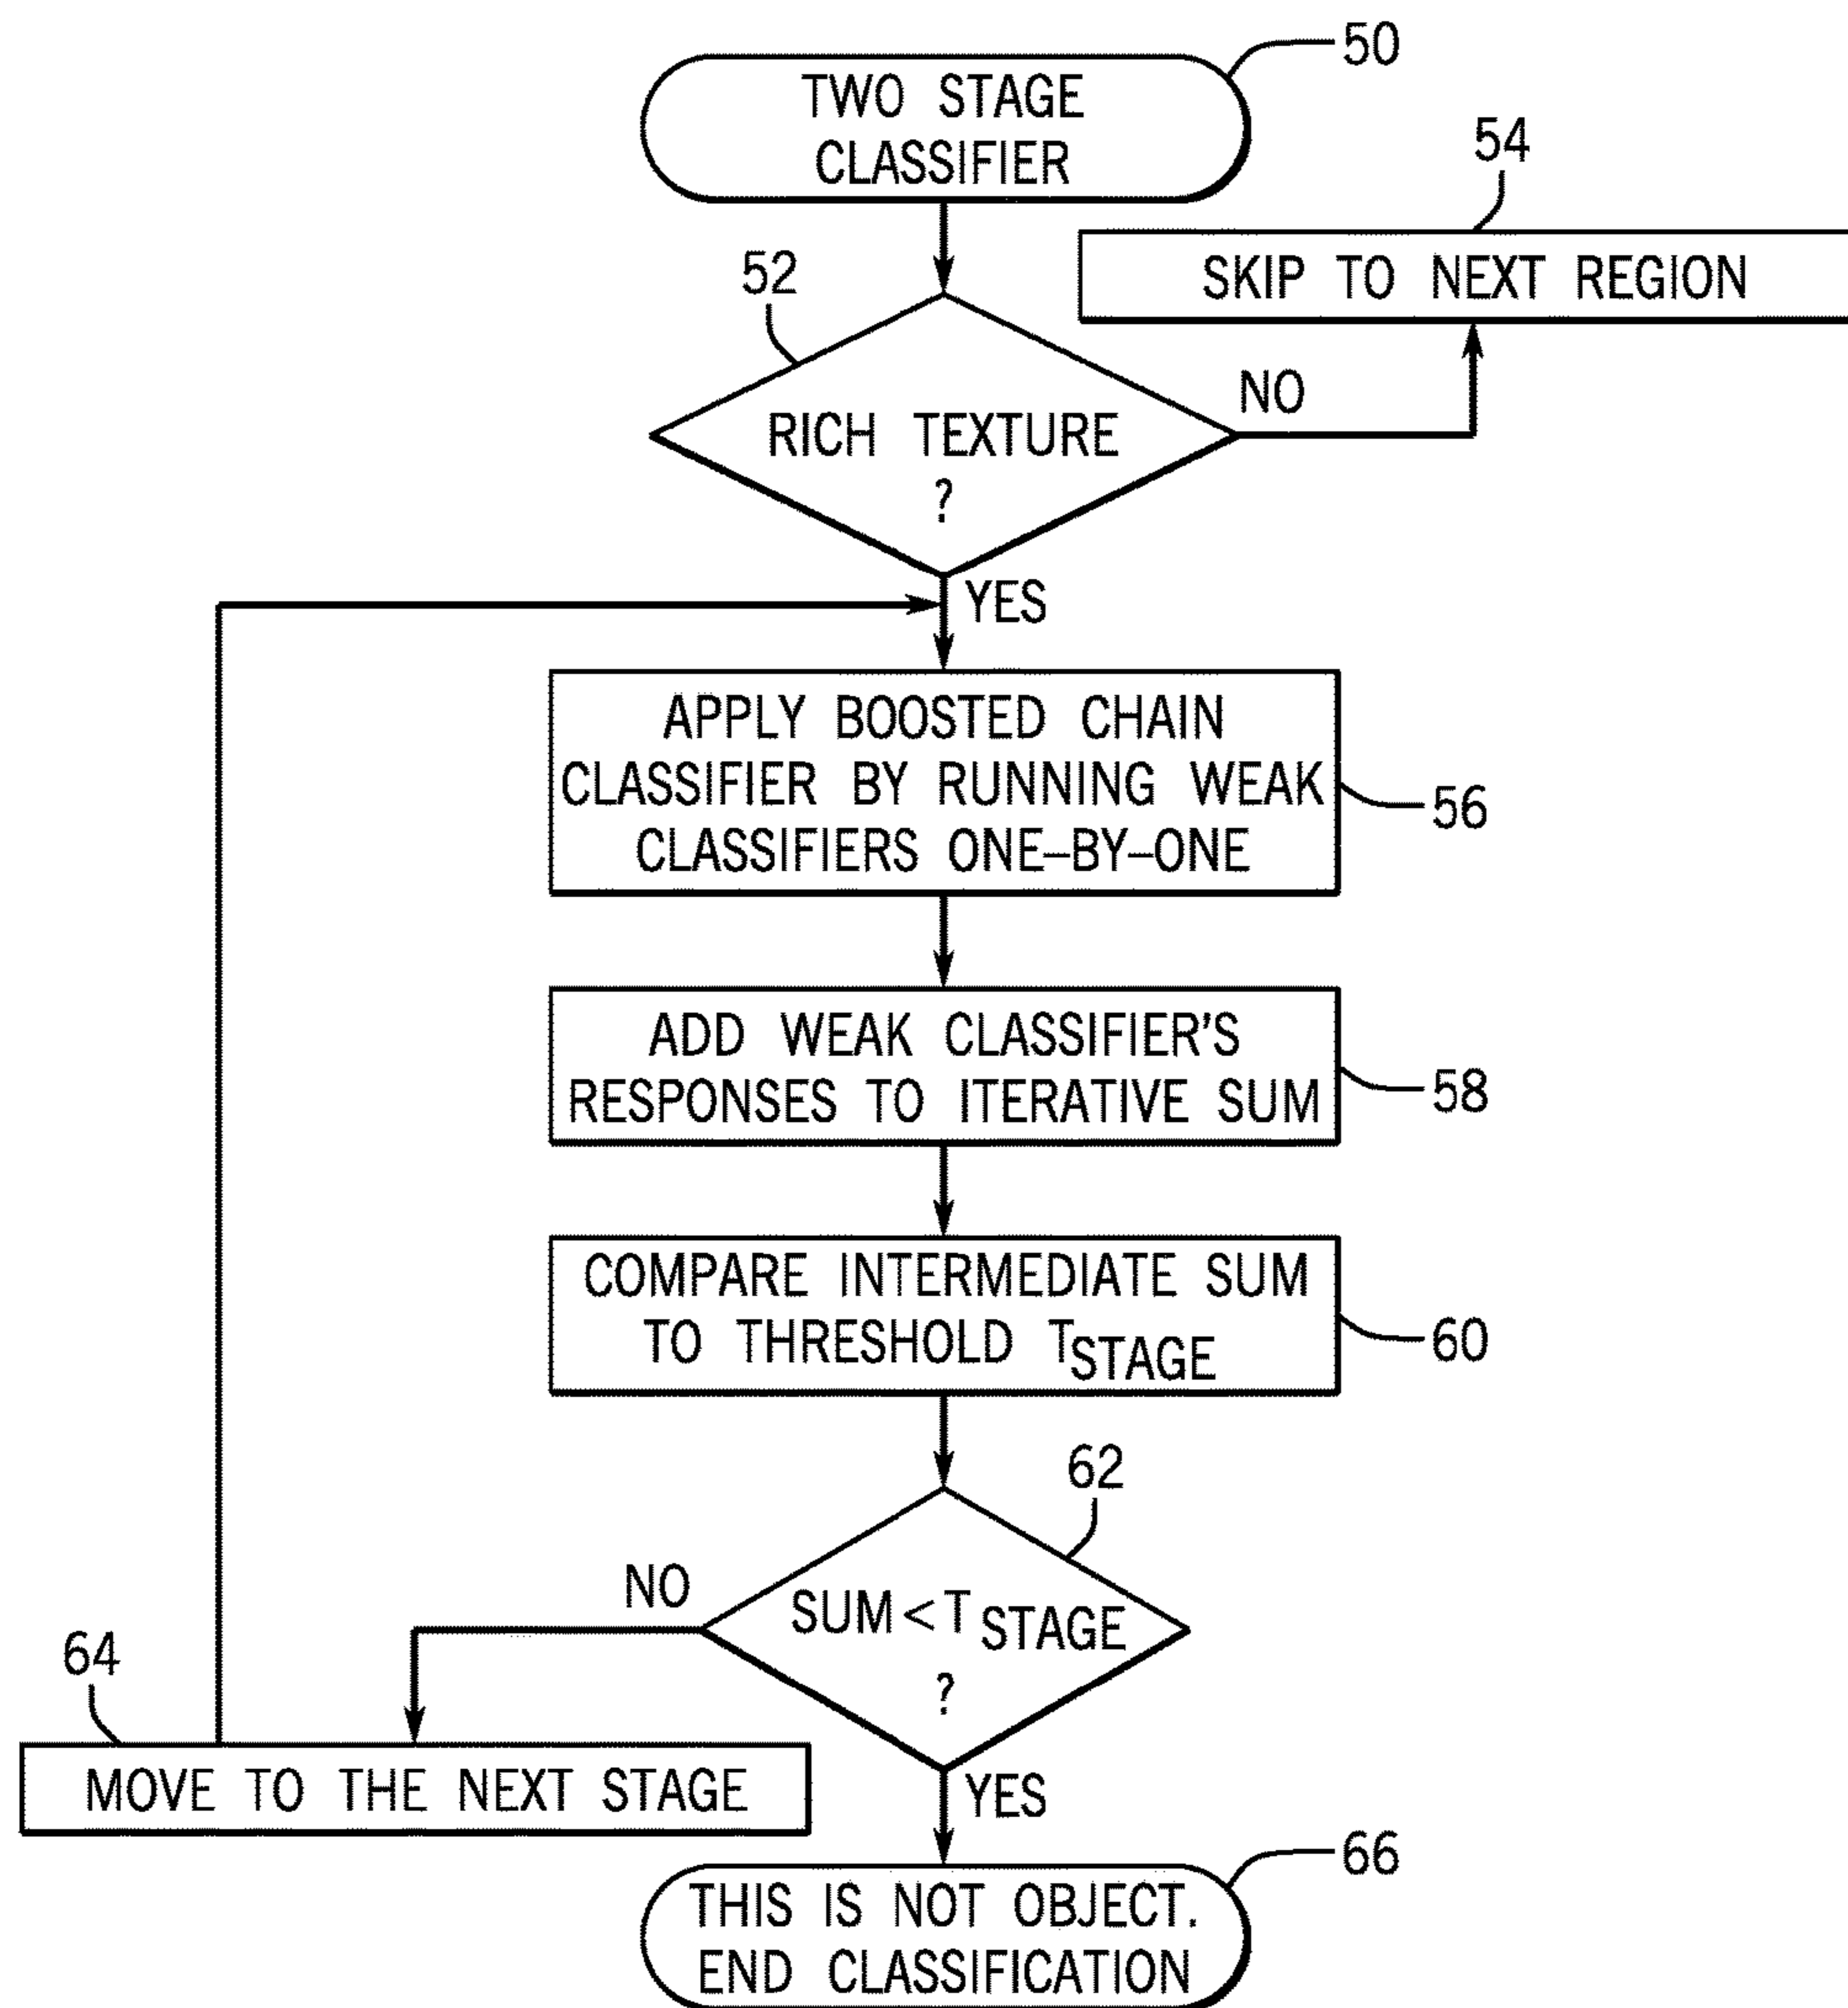 50
TWO STAGE
CLASSIFIER
54
SKIP TO NEXT REGION
52
RICH TEXTURE
?
NO
YES
APPLY BOOSTED CHAIN
CLASSIFIER BY RUNNING WEAK
CLASSIFIERS ONE–BY–ONE
56
ADD WEAK CLASSIFIER'S
RESPONSES TO ITERATIVE SUM
58
COMPARE INTERMEDIATE SUM
TO THRESHOLD TSTAGE
60
62
SUM < T STAGE
?
NO
64
MOVE TO THE NEXT STAGE
YES
66
THIS IS NOT OBJECT.
END CLASSIFICATION